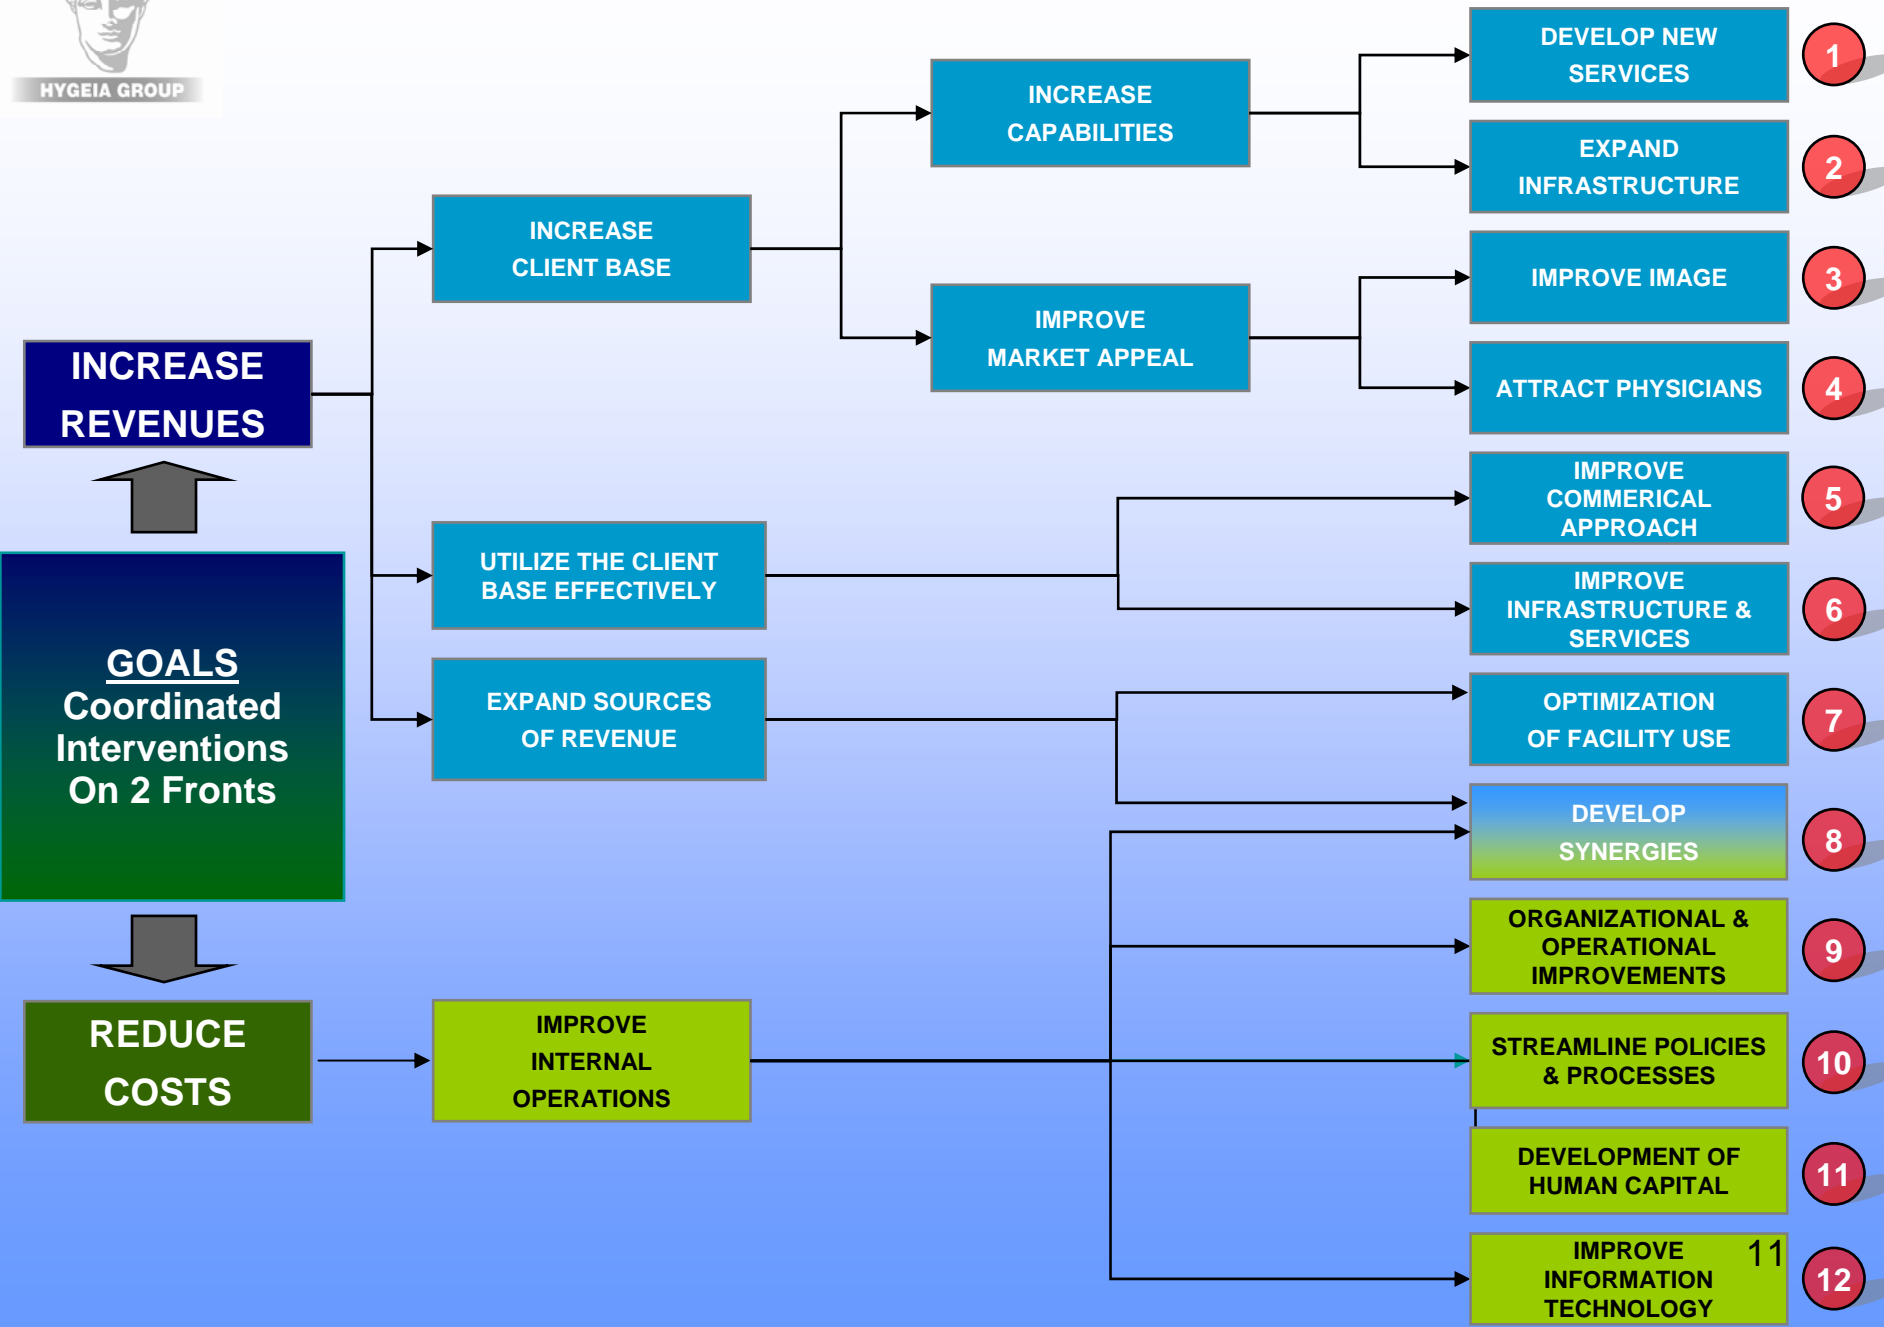 HYGEIA GROUP
DEVELOP NEW
SERVICES
1
INCREASE
CAPABILITIES
EXPAND
INFRASTRUCTURE
2
INCREASE
CLIENT BASE
IMPROVE IMAGE
3
IMPROVE
MARKET APPEAL
ATTRACT PHYSICIANS
4
INCREASE
REVENUES
IMPROVE
COMMERICAL
APPROACH
5
UTILIZE THE CLIENT
BASE EFFECTIVELY
IMPROVE
INFRASTRUCTURE &
SERVICES
6
GOALS
Coordinated
Interventions
On 2 Fronts
EXPAND SOURCES
OF REVENUE
OPTIMIZATION
OF FACILITY USE
7
DEVELOP
SYNERGIES
8
ORGANIZATIONAL &
OPERATIONAL
IMPROVEMENTS
9
REDUCE
COSTS
IMPROVE
INTERNAL
OPERATIONS
STREAMLINE POLICIES
& PROCESSES
10
DEVELOPMENT OF
HUMAN CAPITAL
11
IMPROVE
INFORMATION
TECHNOLOGY
11
12